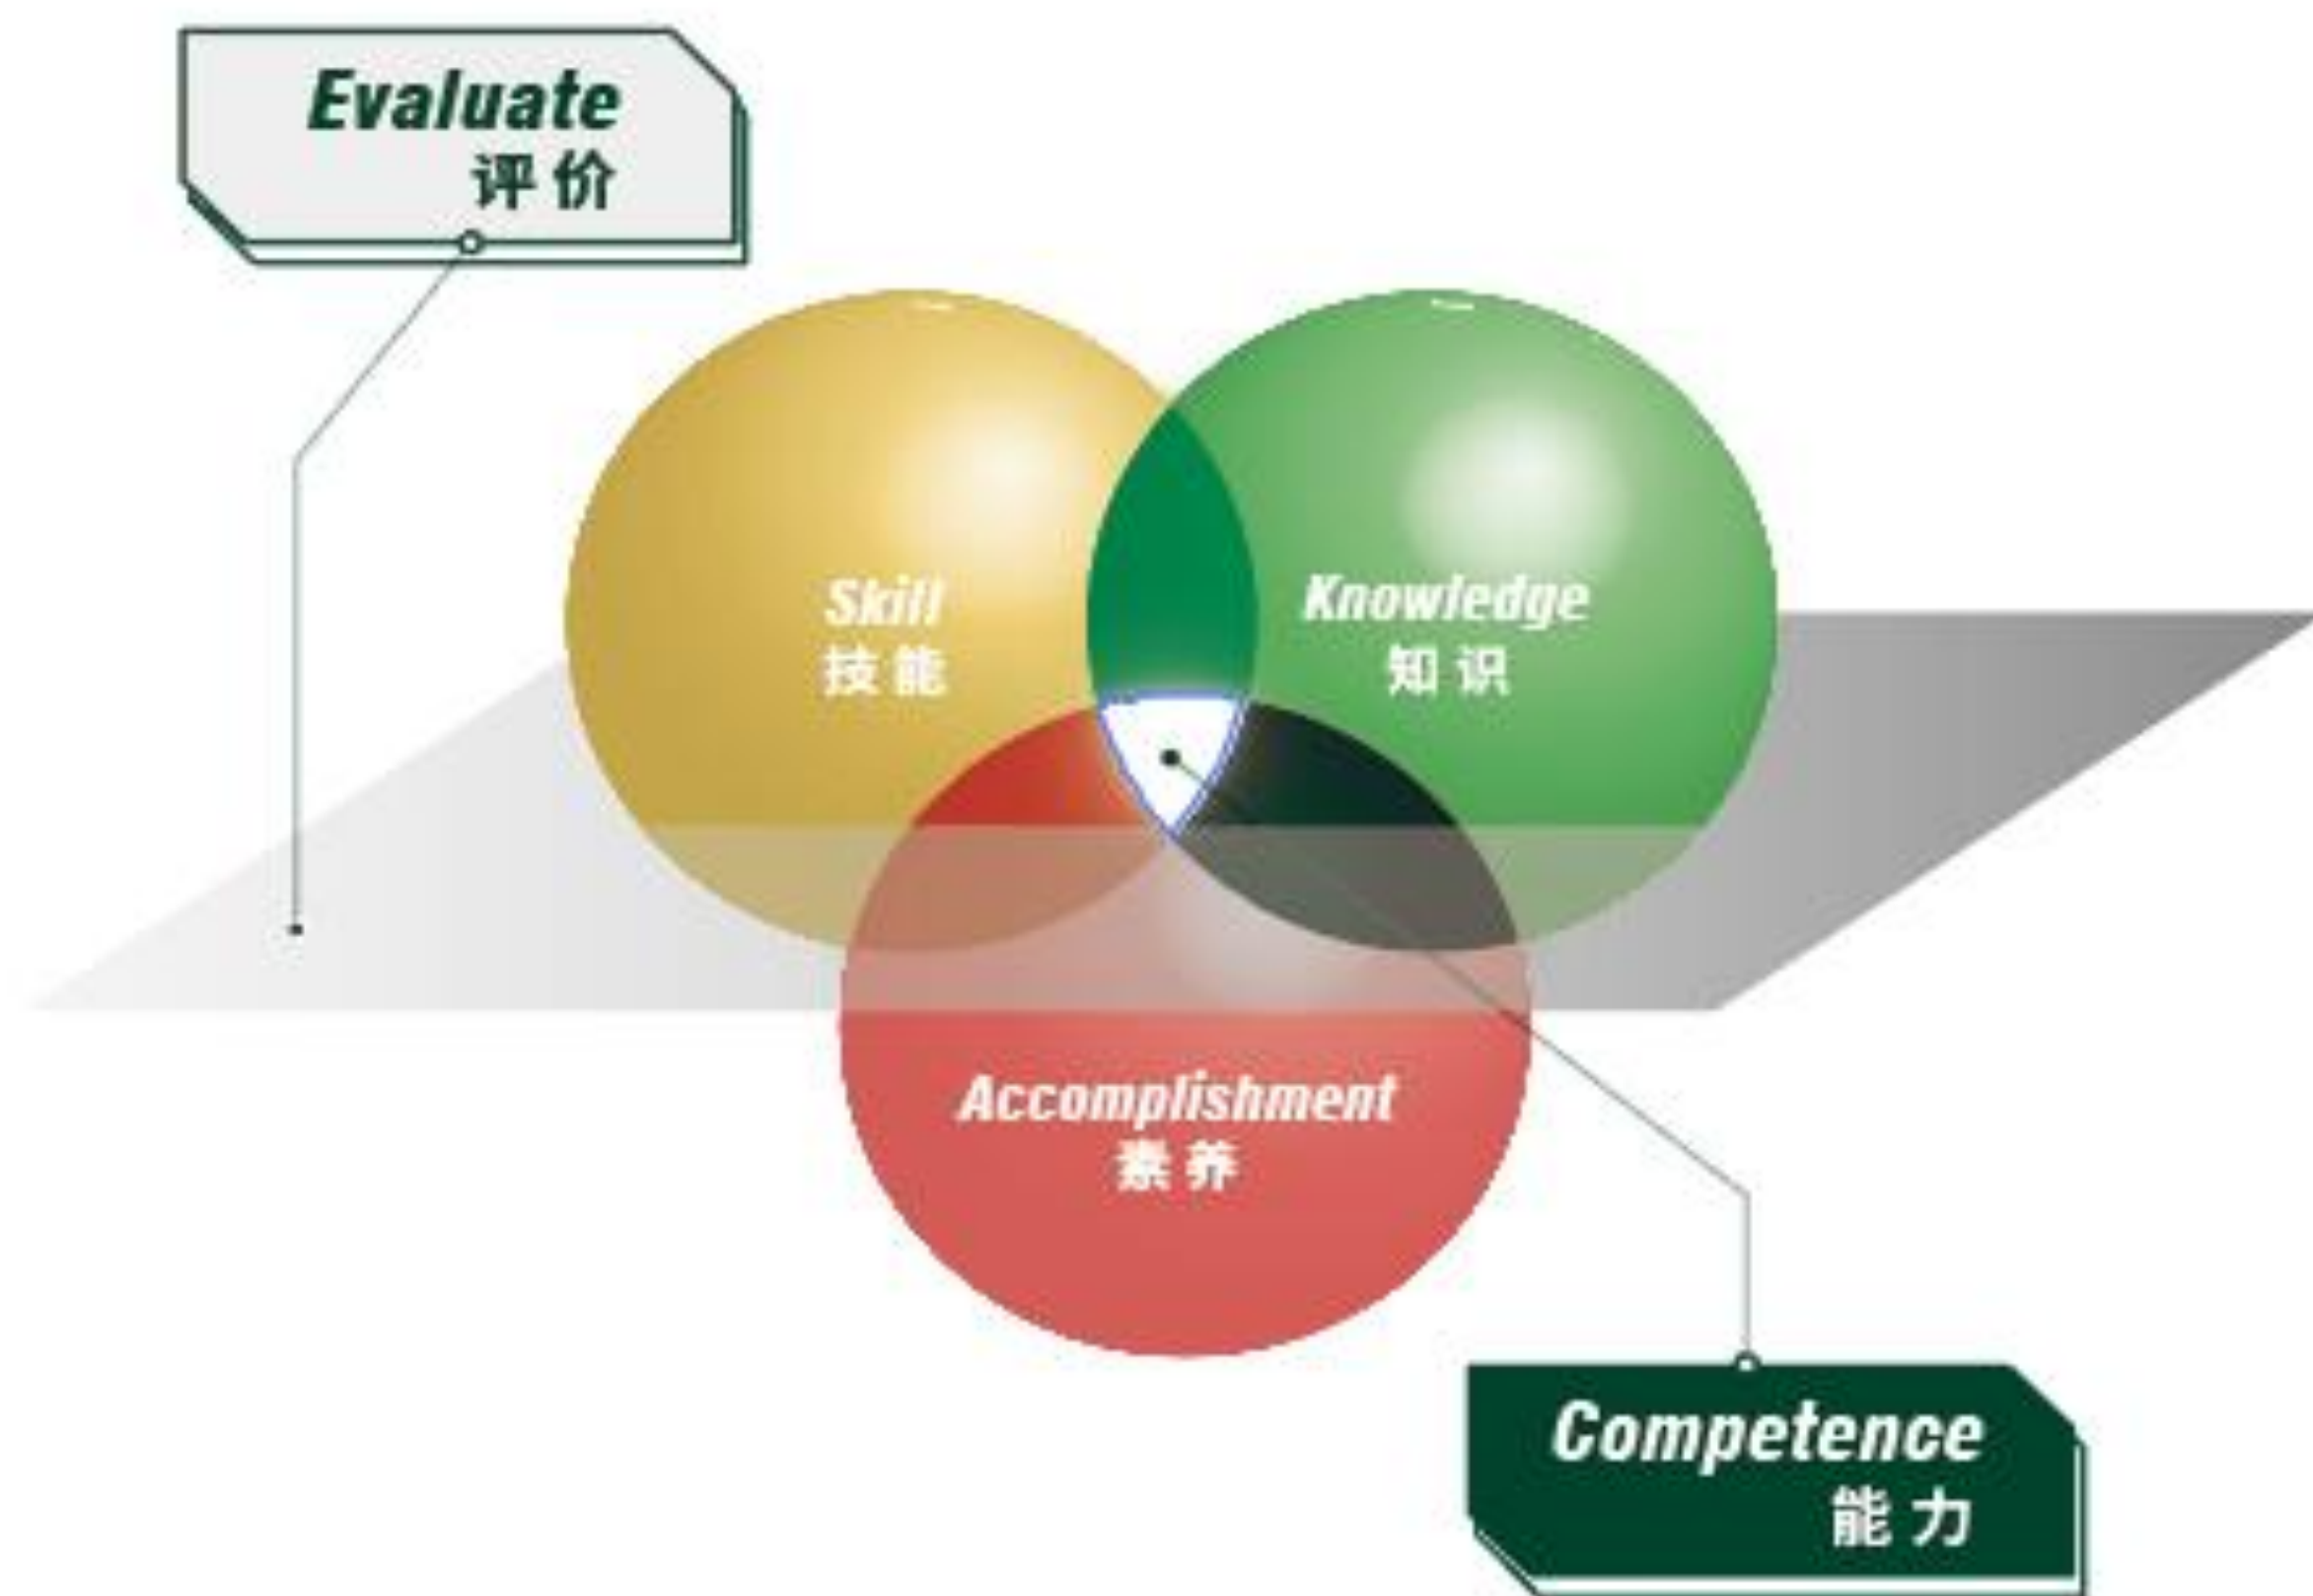 Evaluate
评价
Skill
技能
Knowledge
知识
Accomplishment
素养
Competence
能力